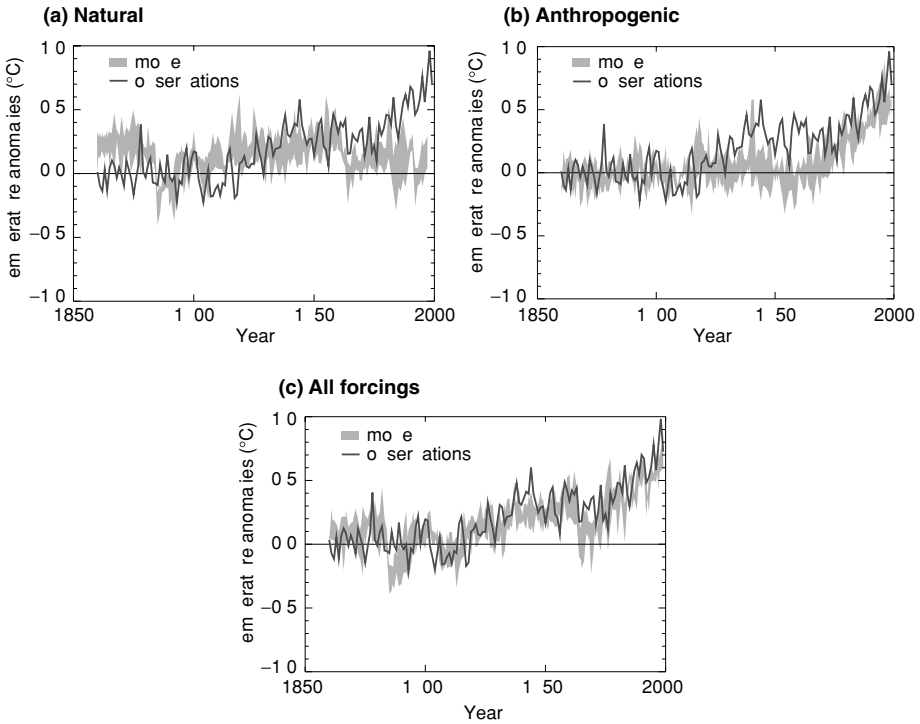 (a) Natural
em erat re anoma ies (°C)
1 0
0 5
0 0
−0 5
−1 0
mo e
o ser ations
1850 1 00 1 50 2000
Year
(b) Anthropogenic
em erat re anoma ies (°C)
1 0
0 5
0 0
−0 5
−1 0
mo e
o ser ations
1850 1 00 1 50 2000
Year
(c) All forcings
em erat re anoma ies (°C)
1 0
0 5
0 0
−0 5
−1 0
mo e
o ser ations
1850 1 00 1 50 2000
Year